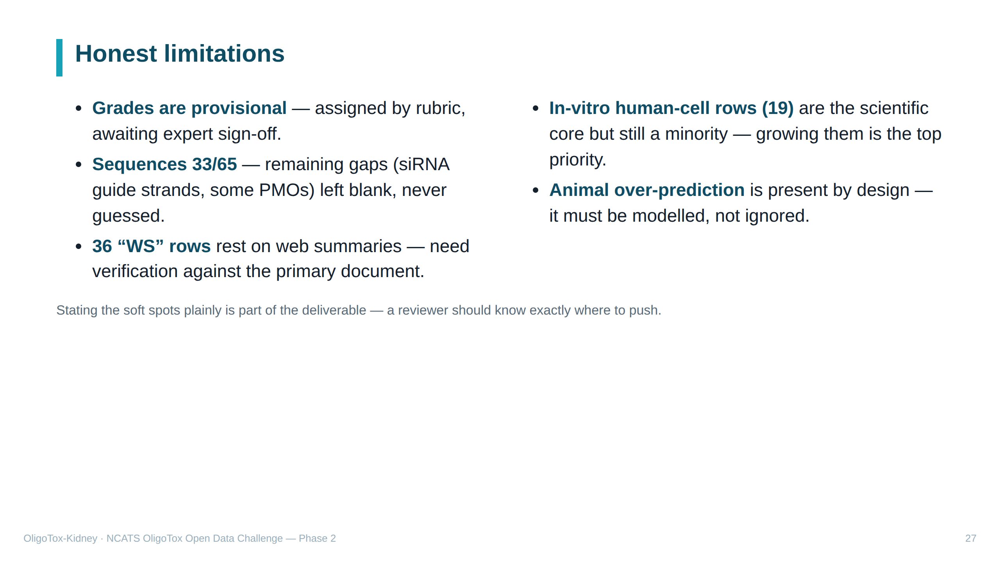 Honest limitations
• Grades are provisional — assigned by rubric,
awaiting expert sign-off.
• Sequences 33/65 — remaining gaps (siRNA
guide strands, some PMOs) left blank, never
guessed.
• 36 “WS” rows rest on web summaries — need
verification against the primary document.
• In-vitro human-cell rows (19) are the scientific
core but still a minority — growing them is the top
priority.
• Animal over-prediction is present by design —
it must be modelled, not ignored.
Stating the soft spots plainly is part of the deliverable — a reviewer should know exactly where to push.
OligoTox-Kidney · NCATS OligoTox Open Data Challenge — Phase 2
27